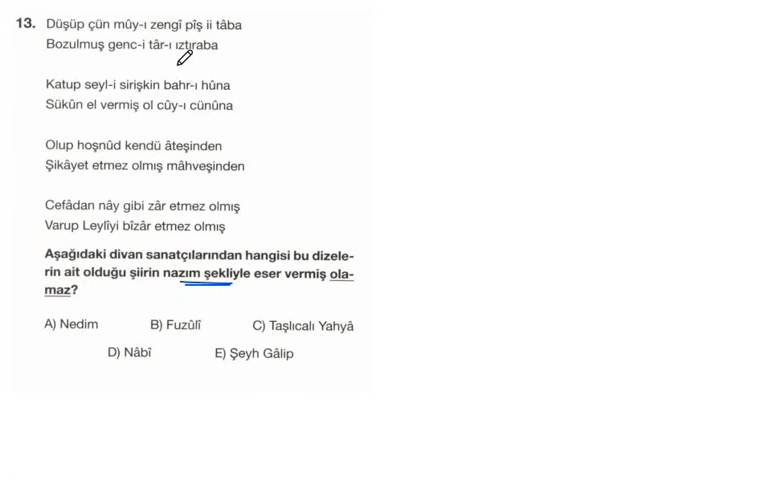 13. Düşüp çün mûy-ı zengî pîş ii tâba
Bozulmuş genc-i târ-ı ıztıraba
Katup seyl-i sirişkin bahr-ı hûna
Sükûn el vermiş ol cûy-ı cünûna
Olup hoşnûd kendü âteşinden
Şikâyet etmez olmış mâhveşinden
Cefâdan nây gibi zâr etmez olmış
Varup Leylîyi bîzâr etmez olmış
Aşağıdaki divan sanatçılarından hangisi bu dizele-
rin ait olduğu şiirin nazım şekliyle eser vermiş ola-
maz?
A) Nedim B) Fuzûlî C) Taşlıcalı Yahyâ
D) Nâbî E) Şeyh Gâlip